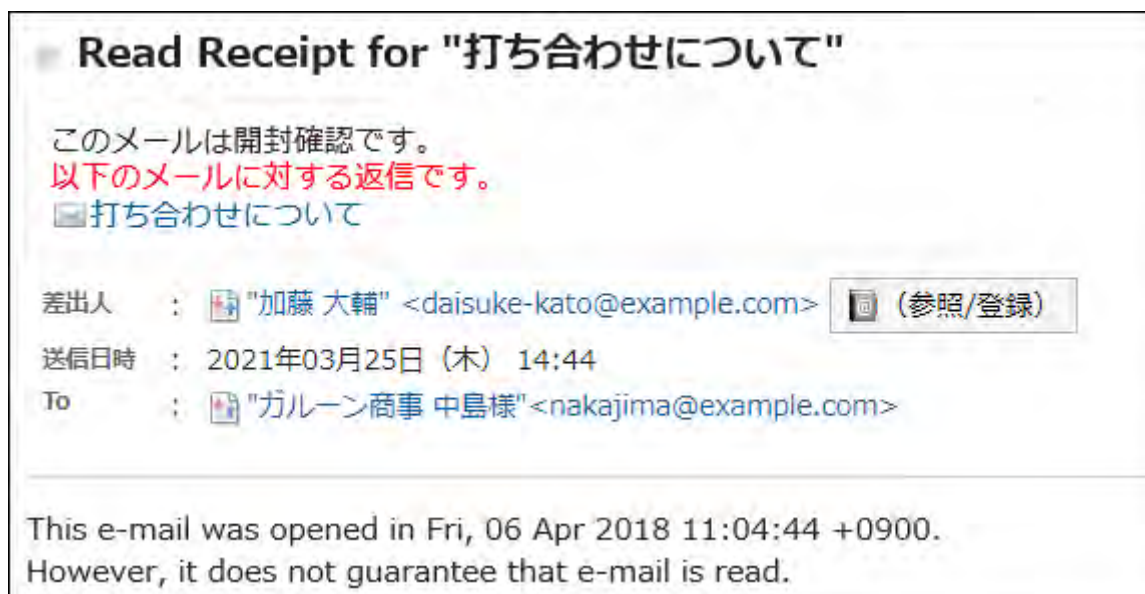 Read Receipt for "打ち合わせについて"
このメールは開封確認です。
以下のメールに対する返信です。
打ち合わせについて
差出人 : "加藤 大輔" <daisuke-kato@example.com> (参照/登録)
送信日時 : 2021年03月25日（木） 14:44
To : "ガルーン商事 中島様"<nakajima@example.com>
This e-mail was opened in Fri, 06 Apr 2018 11:04:44 +0900.
However, it does not guarantee that e-mail is read.